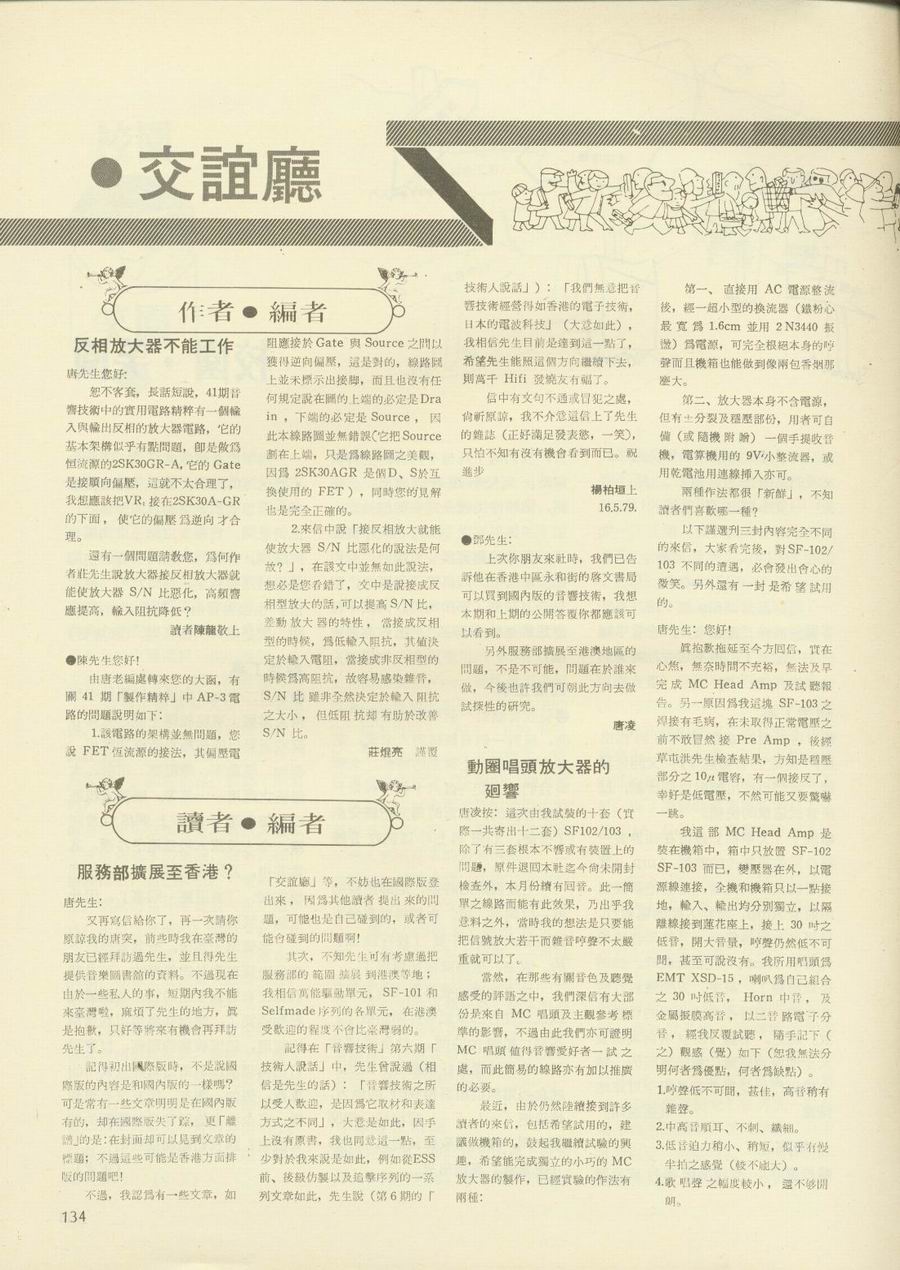 ●交誼廳
作者●編者
反相放大器不能工作
唐先生您好:
恕不客套，長話短說，41期音
響技術中的實用電路精粹有一個輸
入與輸出反相的放大器電路，它的
基本架構似乎有點問題，卽是做爲
恒流源的2SK30GR-A，它的 Gate
是接順向偏壓，這就不太合理了，
我想應該把VR₁接在2SK30A-GR
的下面， 使它的偏壓爲逆向才合
理。
還有一個問題請敎您，爲何作
者莊先生說放大器接反相放大器就
能使放大器 S/N 比惡化，高頻響
應提高，輸入阻抗降低？
讀者陳龍敬上
●陳先生您好!
由唐老編處轉來您的大函，有
關 41 期「製作精粹」中 AP-3 電
路的問題說明如下:
1.該電路的架構並無問題，您
說 FET 恆流源的接法，其偏壓電
阻應接於 Gate 與 Source 之間以
獲得逆向偏壓，這是對的，線路圖
上並未標示出接脚，而且也沒有任
何規定說在圖的上端的必定是Dra
in ，下端的必定是 Source ， 因
此本線路圖並無錯誤(它把Source
劃在上端，只是爲線路圖之美觀，
因爲 2SK30AGR 是個D、S於互
換使用的 FET )，同時您的見解
也是完全正確的。
2.來信中說「接反相放大就能
使放大器 S/N 比惡化的說法是何
故? 」，在該文中並無如此說法，
想必是您看錯了，文中是說接成反
相型放大的話,可以提高 S/N 比，
差動放大器的特性， 當接成反相
型的時候，爲低輸入阻抗，其值決
定於輸入電阻，當接成非反相型的
時候爲高阻抗，故容易感染雜音，
S/N 比 雖非全然決定於輸入阻抗
之大小， 但低阻抗却有助於改善
S/N 比。
莊焜亮 謹覆
讀者●編者
服務部擴展至香港？
唐先生:
又再寫信給你了，再一次請你
原諒我的唐突，前些時我在臺灣的
朋友已經拜訪過先生，並且得先生
提供音樂圖書舘的資料。不過現在
由於一些私人的事，短期內我不能
來臺灣啦，麻煩了先生的地方，眞
是抱歉，只好等將來有機會再拜訪
先生了。
記得初出國際版時，不是說國
際版的內容是和國內版的一樣嗎?
可是常有一些文章明明是在國內版
有的，却在國際版失了踪， 更「離
譜」的是:在封面却可以見到文章的
標題；不過這些可能是香港方面排
版的問題吧!
不過，我認爲有一些文章，如
「交誼廳」等，不妨也在國際版登
出來， 因爲其他讀者提出來的問
題，可能也是自己碰到的，或者可
能會碰到的問題啊!
其次，不知先生可有考慮過把
服務部的範圍擴展到港澳等地；
我相信萬能驅動單元， SF-101 和
Selfmade 序列的各單元， 在港澳
受歡迎的程度不會比臺灣弱的。
記得在「音響技術」第六期「
技術人說話」中，先生曾說過（相
信是先生的話）: 「音響技術之所
以受人歡迎，是因爲它取材和表達
方式之不同」，大意是如此，因手
上沒有原書，我也同意這一點，至
少對於我來說是如此，例如從ESS
前、後級仿製以及追擊序列的一系
列文章如此，先生說（第 6 期的「
技術人說話」）: 「我們無意把音
響技術經營得如香港的電子技術，
日本的電波科技」（大意如此），
我相信先生目前是達到這一點了，
希望先生能照這個方向繼續下去，
則萬千 Hifi 發燒友有福了。
信中有文句不通或冒犯之處，
尙祈原諒，我不介意這信上了先生
的雜誌（正好滿足發表慾，一笑），
只怕不知有沒有機會看到而已。祝
進步
楊柏垣上
16.5.79.
●鄧先生:
上次你朋友來社時，我們已告
訴他在香港中區永和街的啓文書局
可以買到國內版的音響技術，我想
本期和上期的公開答覆你都應該可
以看到。
另外服務部擴展至港澳地區的
問題，不是不可能，問題在於誰來
做，今後也許我們可朝此方向去做
試探性的研究。
唐凌
動圈唱頭放大器的
廻響
唐凌按: 這次由我試裝的十套（實
際一共寄出十二套）SF102/103 ，
除了有三套根本不響或有裝置上的
問題，原件退回本社迄今尙未開封
檢查外，本月份續有回音。此一簡
單之線路而能有此效果，乃出乎我
意料之外，當時我的想法是只要能
把信號放大若干而雜音哼聲不太嚴
重就可以了。
當然，在那些有關音色及聽覺
感受的評語之中，我們深信有大部
份是來自 MC 唱頭及主觀參考標
準的影響，不過由此我們亦可證明
MC 唱頭値得音響愛好者一試之
處，而此簡易的線路亦有加以推廣
的必要。
最近，由於仍然陸續接到許多
讀者的來信，包括希望試用的，建
議做機箱的，鼓起我繼續試驗的興
趣，希望能完成獨立的小巧的 MC
放大器的製作，已經實驗的作法有
兩種:
第一、 直接用 AC 電源整流
後，經一超小型的換流器（鐵粉心
最寬爲 1.6cm 並用 2N3440 振
盪）爲電源，可完全根絕本身的哼
聲而且機箱也能做到像兩包香烟那
麼大。
第二、放大器本身不含電源，
但有±分裂及穩壓部份，用者可自
備（或隨機附贈）一個手提收音
機，電算機用的 9V小整流器，或
用乾電池用連線挿入亦可。
兩種作法都很「新鮮」，不知
讀者們喜歡哪一種?
以下謹選刋三封內容完全不同
的來信，大家看完後，對SF-102/
103 不同的遭遇，必會發出會心的
微笑。另外還有一封是希望試用
的。
唐先生: 您好!
眞抱歉拖延至今方回信，實在
心焦，無奈時間不充裕，無法及早
完成 MC Head Amp 及試聽報
告。另一原因爲我這塊 SF-103 之
焊接有毛病，在未取得正常電壓之
前不敢冒然接 Pre Amp ，後經
草屯洪先生檢查結果，方知是穩壓
部分之 10μ 電容，有一個接反了，
幸好是低電壓，不然可能又要驚嚇
一跳。
我這部 MC Head Amp 是
裝在機箱中，箱中只放置 SF-102
SF-103 而已，變壓器在外，以電
源線連接，全機和機箱只以一點接
地，輸入、輸出均分別獨立，以隔
離線接到蓮花座上，接上 30 吋之
低音，開大音量，哼聲仍然低不可
聞，甚至可說沒有。我所用唱頭爲
EMT XSD-15 ，喇叭爲自己組合
之 30 吋低音， Horn 中音， 及
金屬振膜高音， 以二音路電子分
音， 經我反覆試聽， 隨手記下（
之）觀感（覺）如下（恕我無法分
明何者爲優點，何者爲缺點）。
1.哼聲低不可聞，甚佳，高音稍有
雜聲。
2.中高音順耳、不刺、纖細。
3.低音迫力稍小、稍短，似乎有慢
半拍之感覺（較不龐大）。
4.歌唱聲之幅度較小， 還不够開
朗。
134